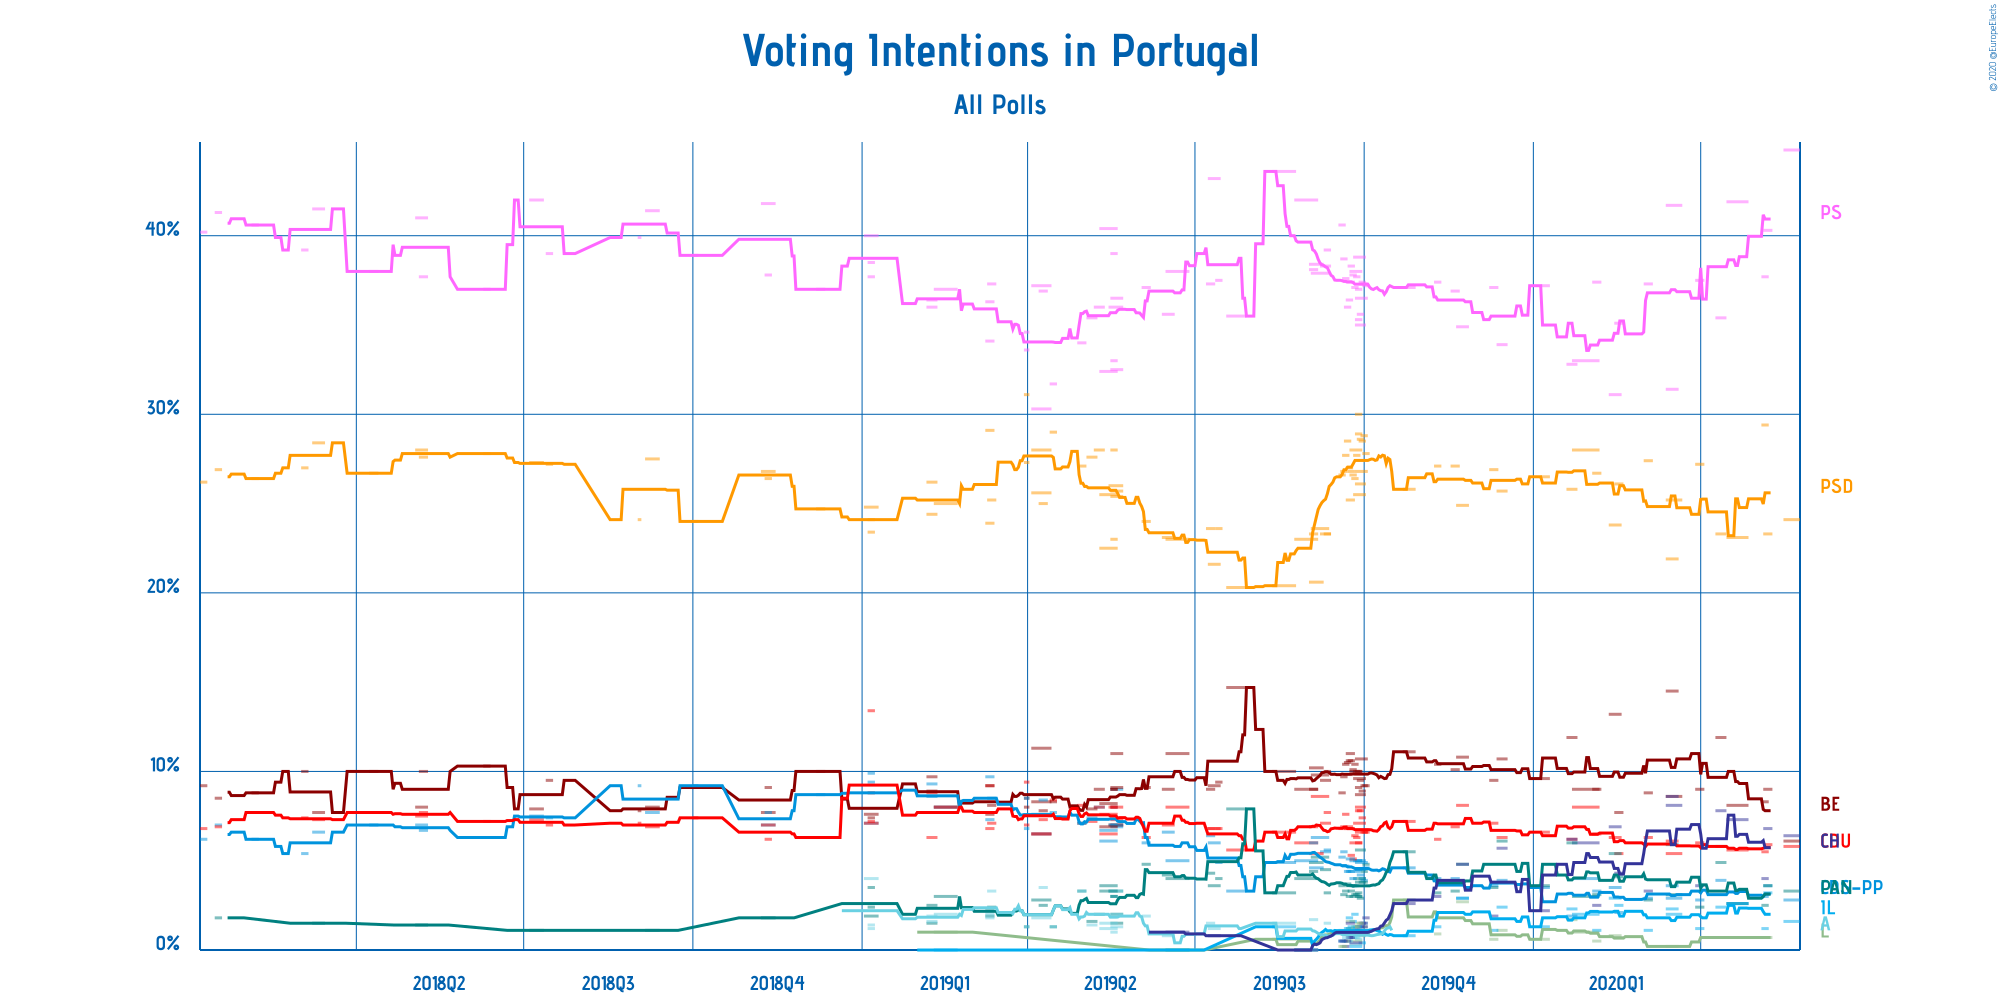 © 2020 @EuropeElects
Voting Intentions in Portugal
All Polls
40%
30%
20%
10%
0%
PS
PSD
BE
CH
CDU
PAN
CDS-PP
IL
A
L
2018Q2
2018Q3
2018Q4
2019Q1
2019Q2
2019Q3
2019Q4
2020Q1